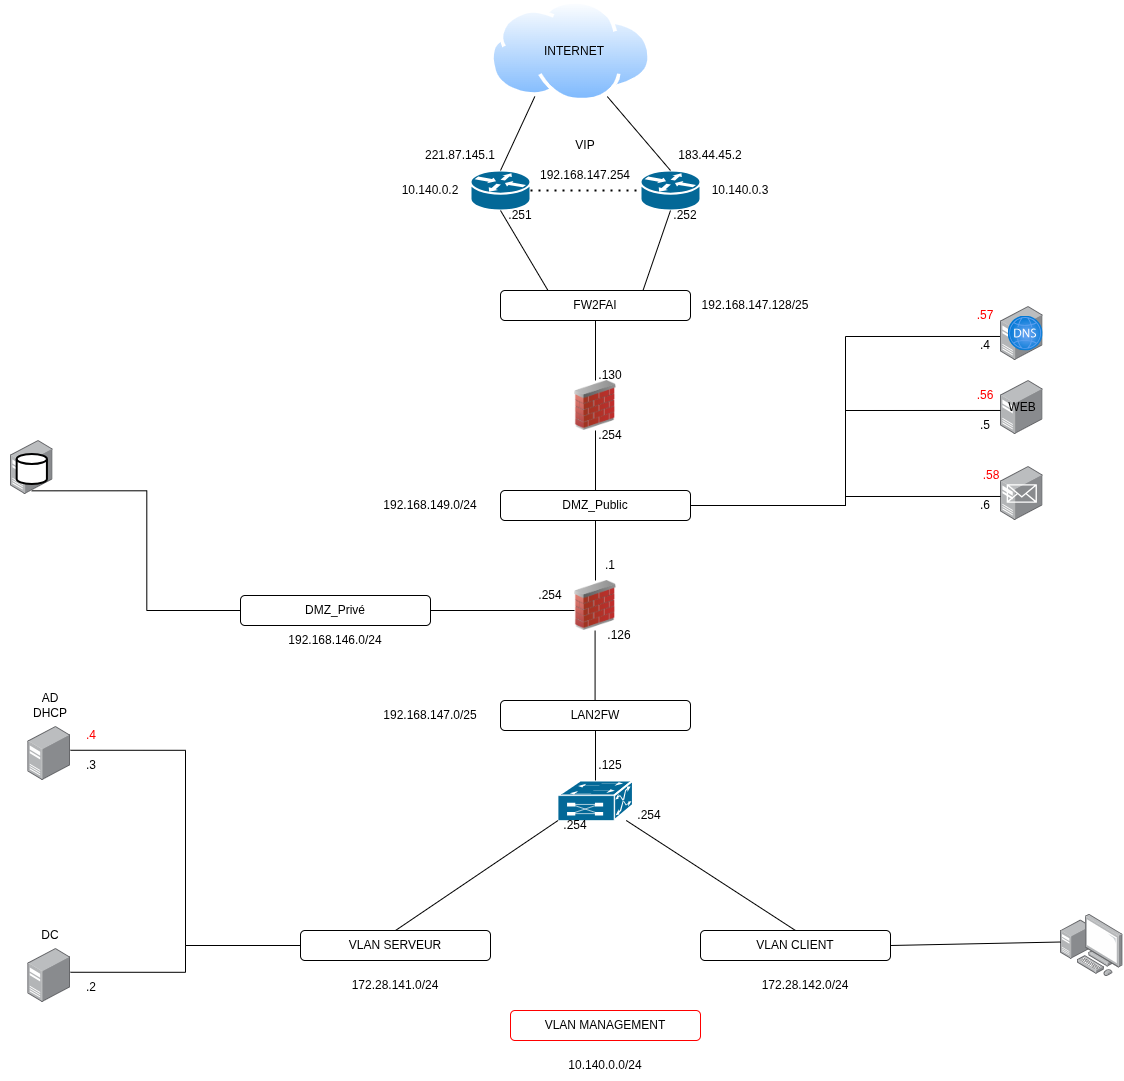 INTERNET
VIP
221.87.145.1
183.44.45.2
192.168.147.254
10.140.0.2
10.140.0.3
.251
.252
FW2FAI
192.168.147.128/25
.57
DNS
.4
.130
.56
WEB
.5
.254
.58
.6
192.168.149.0/24
DMZ_Public
.1
.254
DMZ_Privé
192.168.146.0/24
.126
AD
DHCP
192.168.147.0/25
LAN2FW
.4
.3
.125
.254
.254
DC
.2
VLAN SERVEUR
VLAN CLIENT
172.28.141.0/24
172.28.142.0/24
VLAN MANAGEMENT
10.140.0.0/24